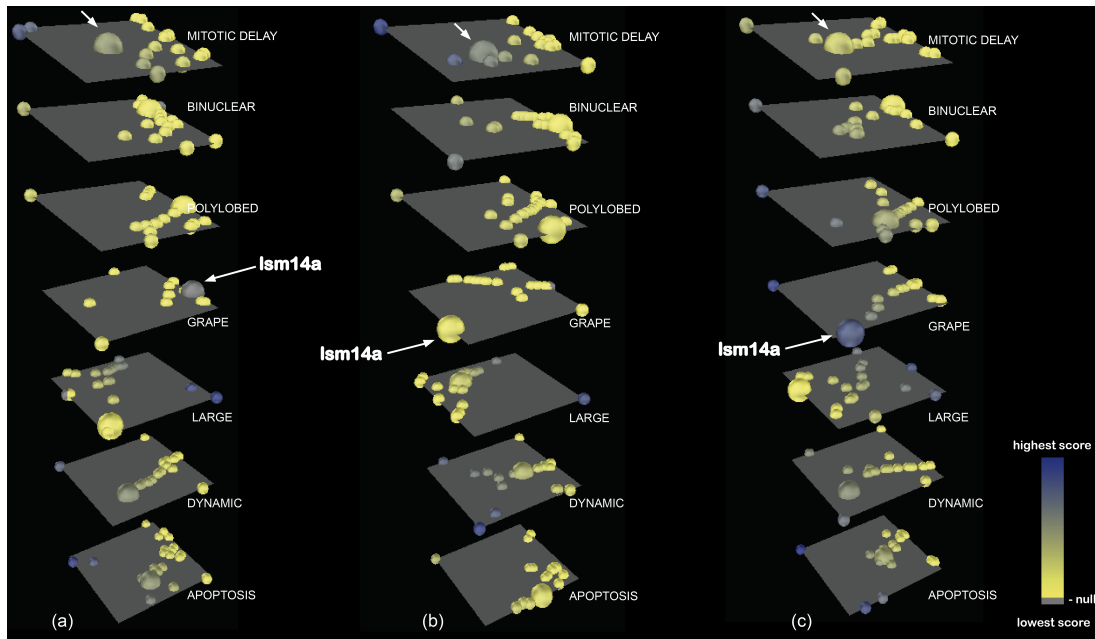 MITOTIC DELAY
BINUCLEAR
POLYLOBED
lsm14a
GRAPE
LARGE
DYNAMIC
APOPTOSIS
(a)
MITOTIC DELAY
BINUCLEAR
POLYLOBED
GRAPE
lsm14a
LARGE
DYNAMIC
APOPTOSIS
(b)
MITOTIC DELAY
BINUCLEAR
POLYLOBED
lsm14a
GRAPE
LARGE
DYNAMIC
APOPTOSIS
(c)
highest score
- null
lowest score